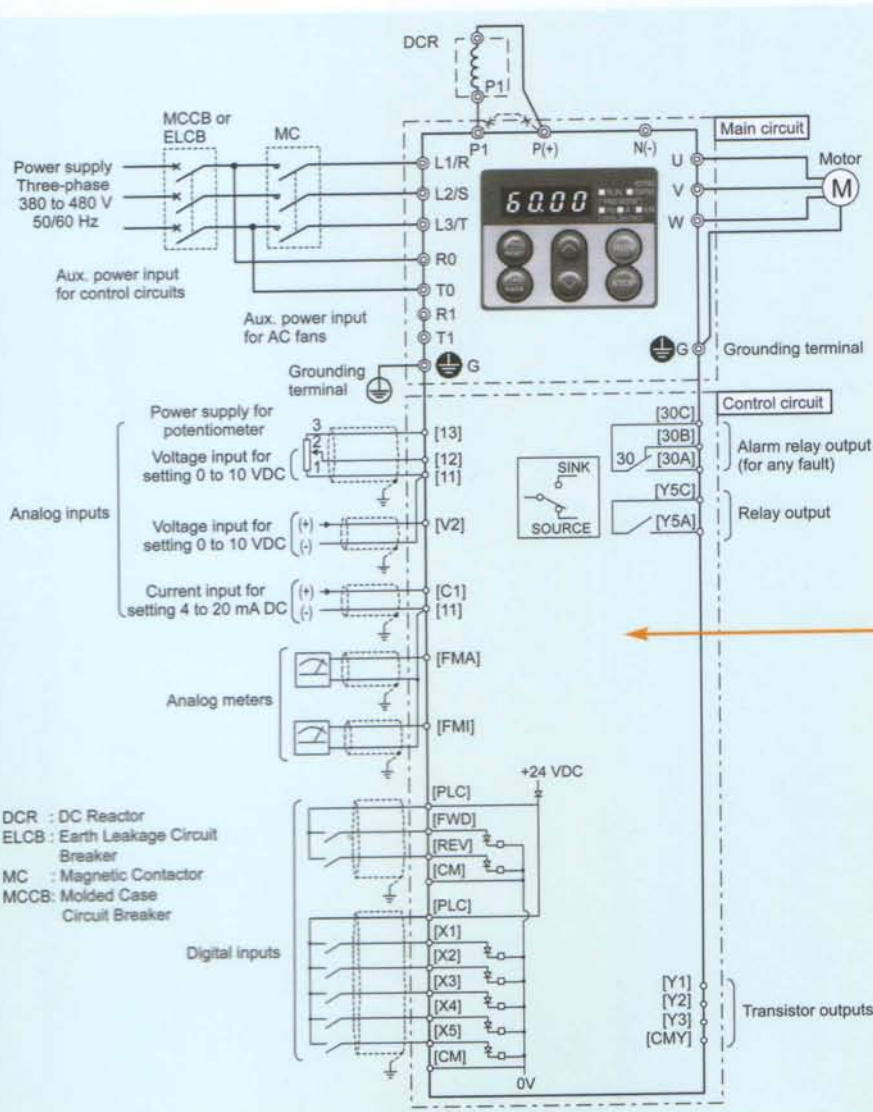 DCR
P1
MCCB or
ELCB
MC
P1
P(+)
N(-)
Main circuit
Power supply
Three-phase
380 to 480 V
50/60 Hz
L1/R
L2/S
L3/T
R0
T0
R1
T1
G
60.00
RUN
STOP
U
V
W
Motor
M
Aux. power input
for control circuits
Aux. power input
for AC fans
Grounding
terminal
G
Grounding terminal
Control circuit
Analog inputs
Power supply for
potentiometer
Voltage input for
setting 0 to 10 VDC
3
2
1
[13]
[12]
[11]
Voltage input for
setting 0 to 10 VDC
(+)
(-)
[V2]
Current input for
setting 4 to 20 mA DC
(+)
(-)
[C1]
[11]
SINK
SOURCE
[30C]
[30B]
30 [30A]
Alarm relay output
(for any fault)
[Y5C]
[Y5A]
Relay output
Analog meters
[FMA]
[FMI]
+24 VDC
DCR : DC Reactor
ELCB : Earth Leakage Circuit
Breaker
MC : Magnetic Contactor
MCCB: Molded Case
Circuit Breaker
Digital inputs
[PLC]
[FWD]
[REV]
[CM]
[PLC]
[X1]
[X2]
[X3]
[X4]
[X5]
[CM]
0V
[Y1]
[Y2]
[Y3]
[CMY]
Transistor outputs